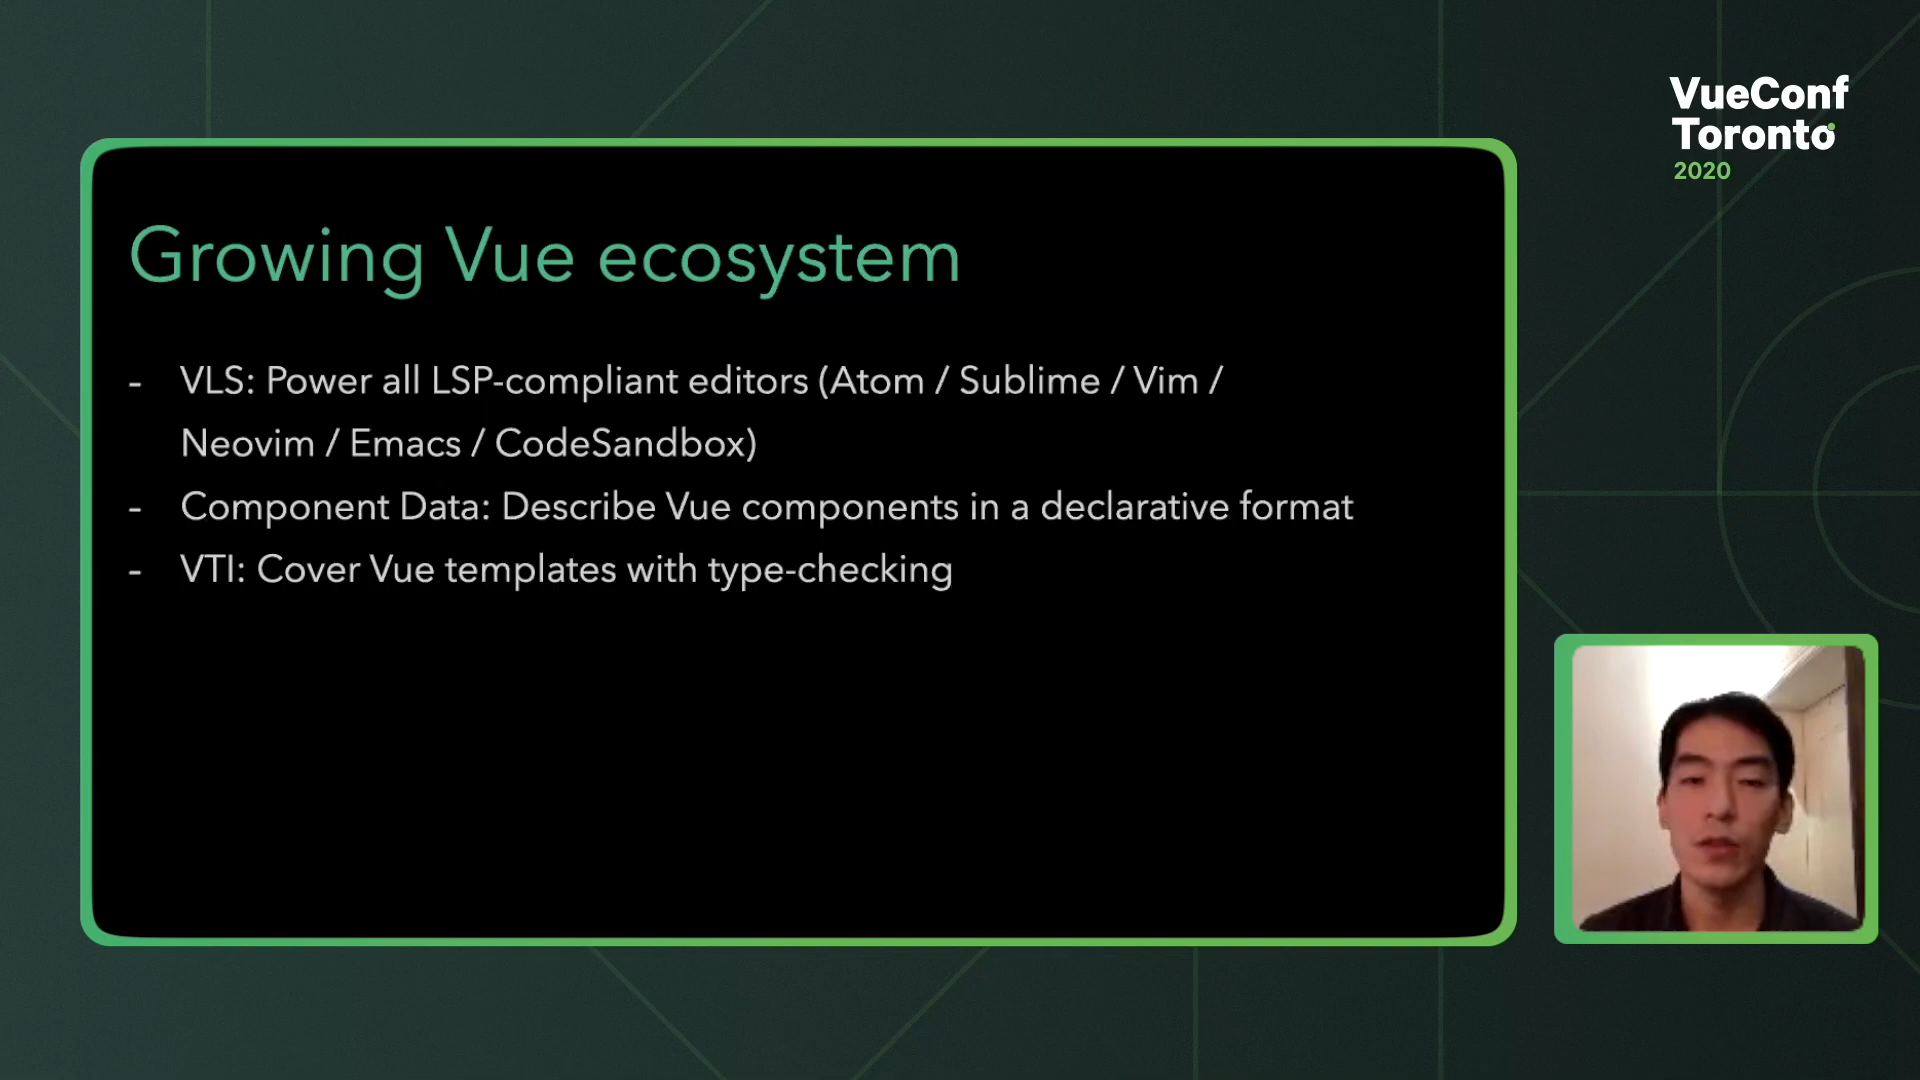 VueConf
Toronto
2020
Growing Vue ecosystem
- VLS: Power all LSP-compliant editors (Atom / Sublime / Vim /
Neovim / Emacs / CodeSandbox)
- Component Data: Describe Vue components in a declarative format
- VTI: Cover Vue templates with type-checking